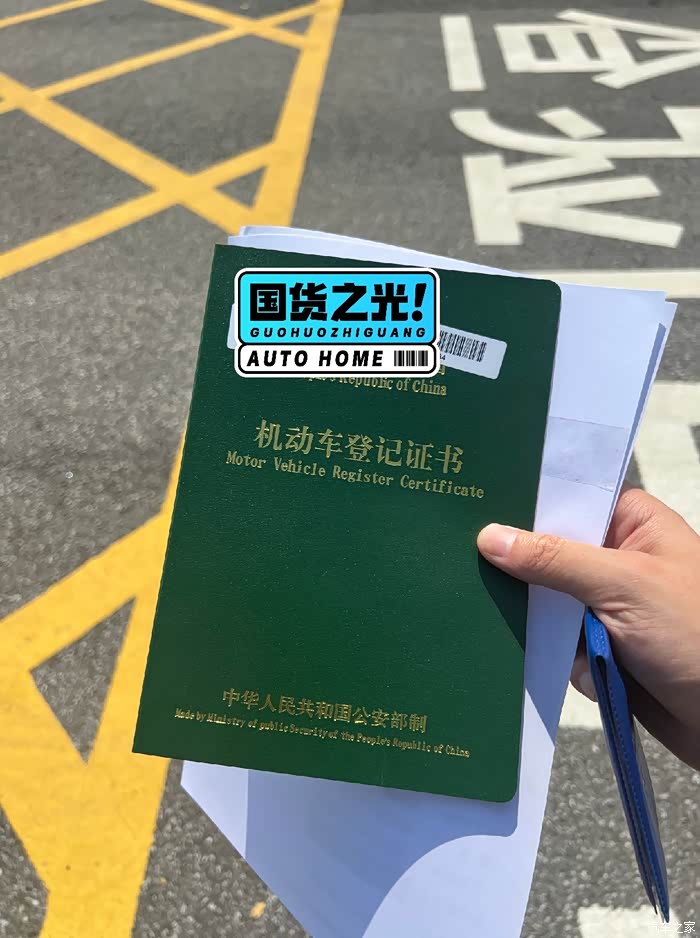 国货之光!
GUOHUOZHIGUANG
AUTO HOME
Republic of China
机动车登记证书
Motor Vehicle Register Certificate
中华人民共和国公安部制
Made by Ministry of public Security of the People's Republic of China
汽车之家